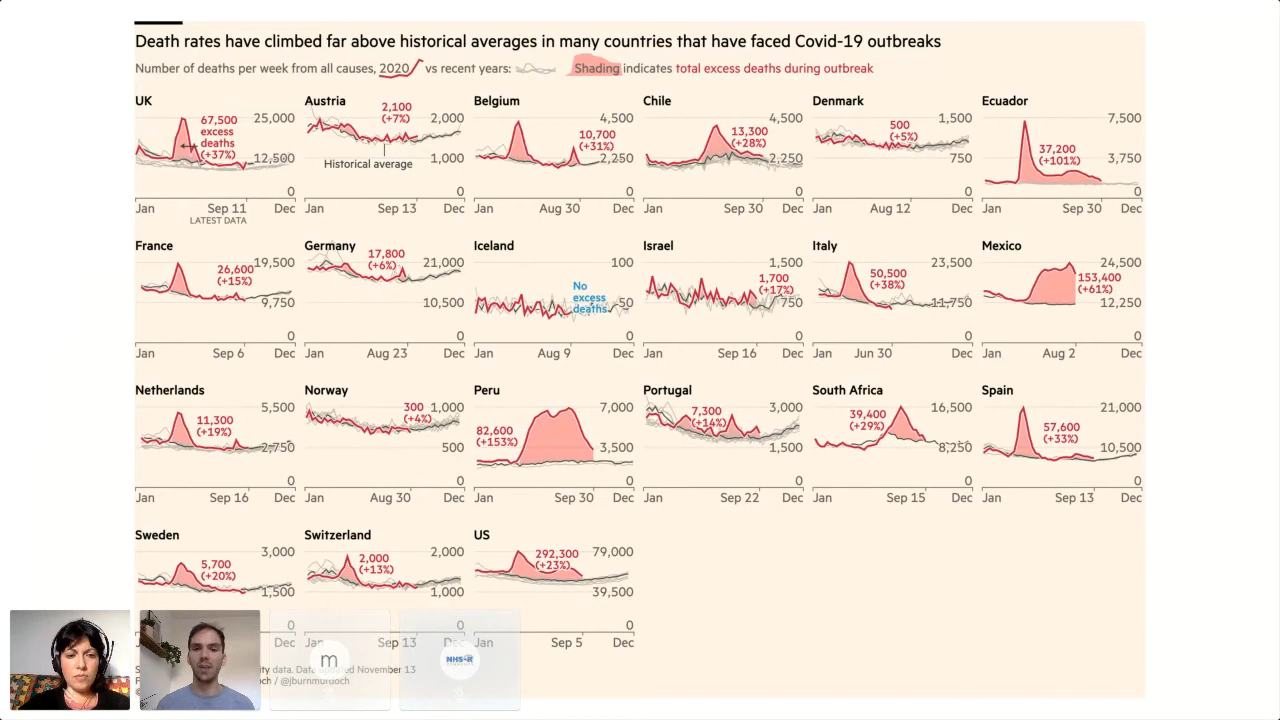 Death rates have climbed far above historical averages in many countries that have faced Covid-19 outbreaks
Number of deaths per week from all causes, 2020 vs recent years: Shading indicates total excess deaths during outbreak
UK
67,500
excess
deaths
(+37%)
25,000
12,500
0
Jan Sep 11 Dec
LATEST DATA
Austria
2,100
(+7%)
Historical average
2,000
1,000
0
Jan Sep 13 Dec
Belgium
10,700
(+31%)
4,500
2,250
0
Jan Aug 30 Dec
Chile
13,300
(+28%)
4,500
2,250
0
Jan Sep 30 Dec
Denmark
500
(+5%)
1,500
750
0
Jan Aug 12 Dec
Ecuador
37,200
(+101%)
7,500
3,750
0
Jan Sep 30 Dec
France
26,600
(+15%)
19,500
9,750
0
Jan Sep 6 Dec
Germany
17,800
(+6%)
21,000
10,500
0
Jan Aug 23 Dec
Iceland
No
excess
deaths
100
50
0
Jan Aug 9 Dec
Israel
1,700
(+17%)
1,500
750
0
Jan Sep 16 Dec
Italy
50,500
(+38%)
23,500
11,750
0
Jan Jun 30 Dec
Mexico
153,400
(+61%)
24,500
12,250
0
Jan Aug 2 Dec
Netherlands
11,300
(+19%)
5,500
2,750
0
Jan Sep 16 Dec
Norway
300
(+4%)
1,000
500
0
Jan Aug 30 Dec
Peru
82,600
(+153%)
7,000
3,500
0
Jan Sep 30 Dec
Portugal
7,300
(+14%)
3,000
1,500
0
Jan Sep 22 Dec
South Africa
39,400
(+29%)
16,500
8,250
0
Jan Sep 15 Dec
Spain
57,600
(+33%)
21,000
10,500
0
Jan Sep 13 Dec
Sweden
5,700
(+20%)
3,000
1,500
0
Dec
Switzerland
2,000
(+13%)
2,000
1,000
0
Jan Sep 13 Dec
US
292,300
(+23%)
79,000
39,500
0
Jan Sep 5 Dec
data. Data updated November 13
/ @jburnmurdoch
m
NHS-R